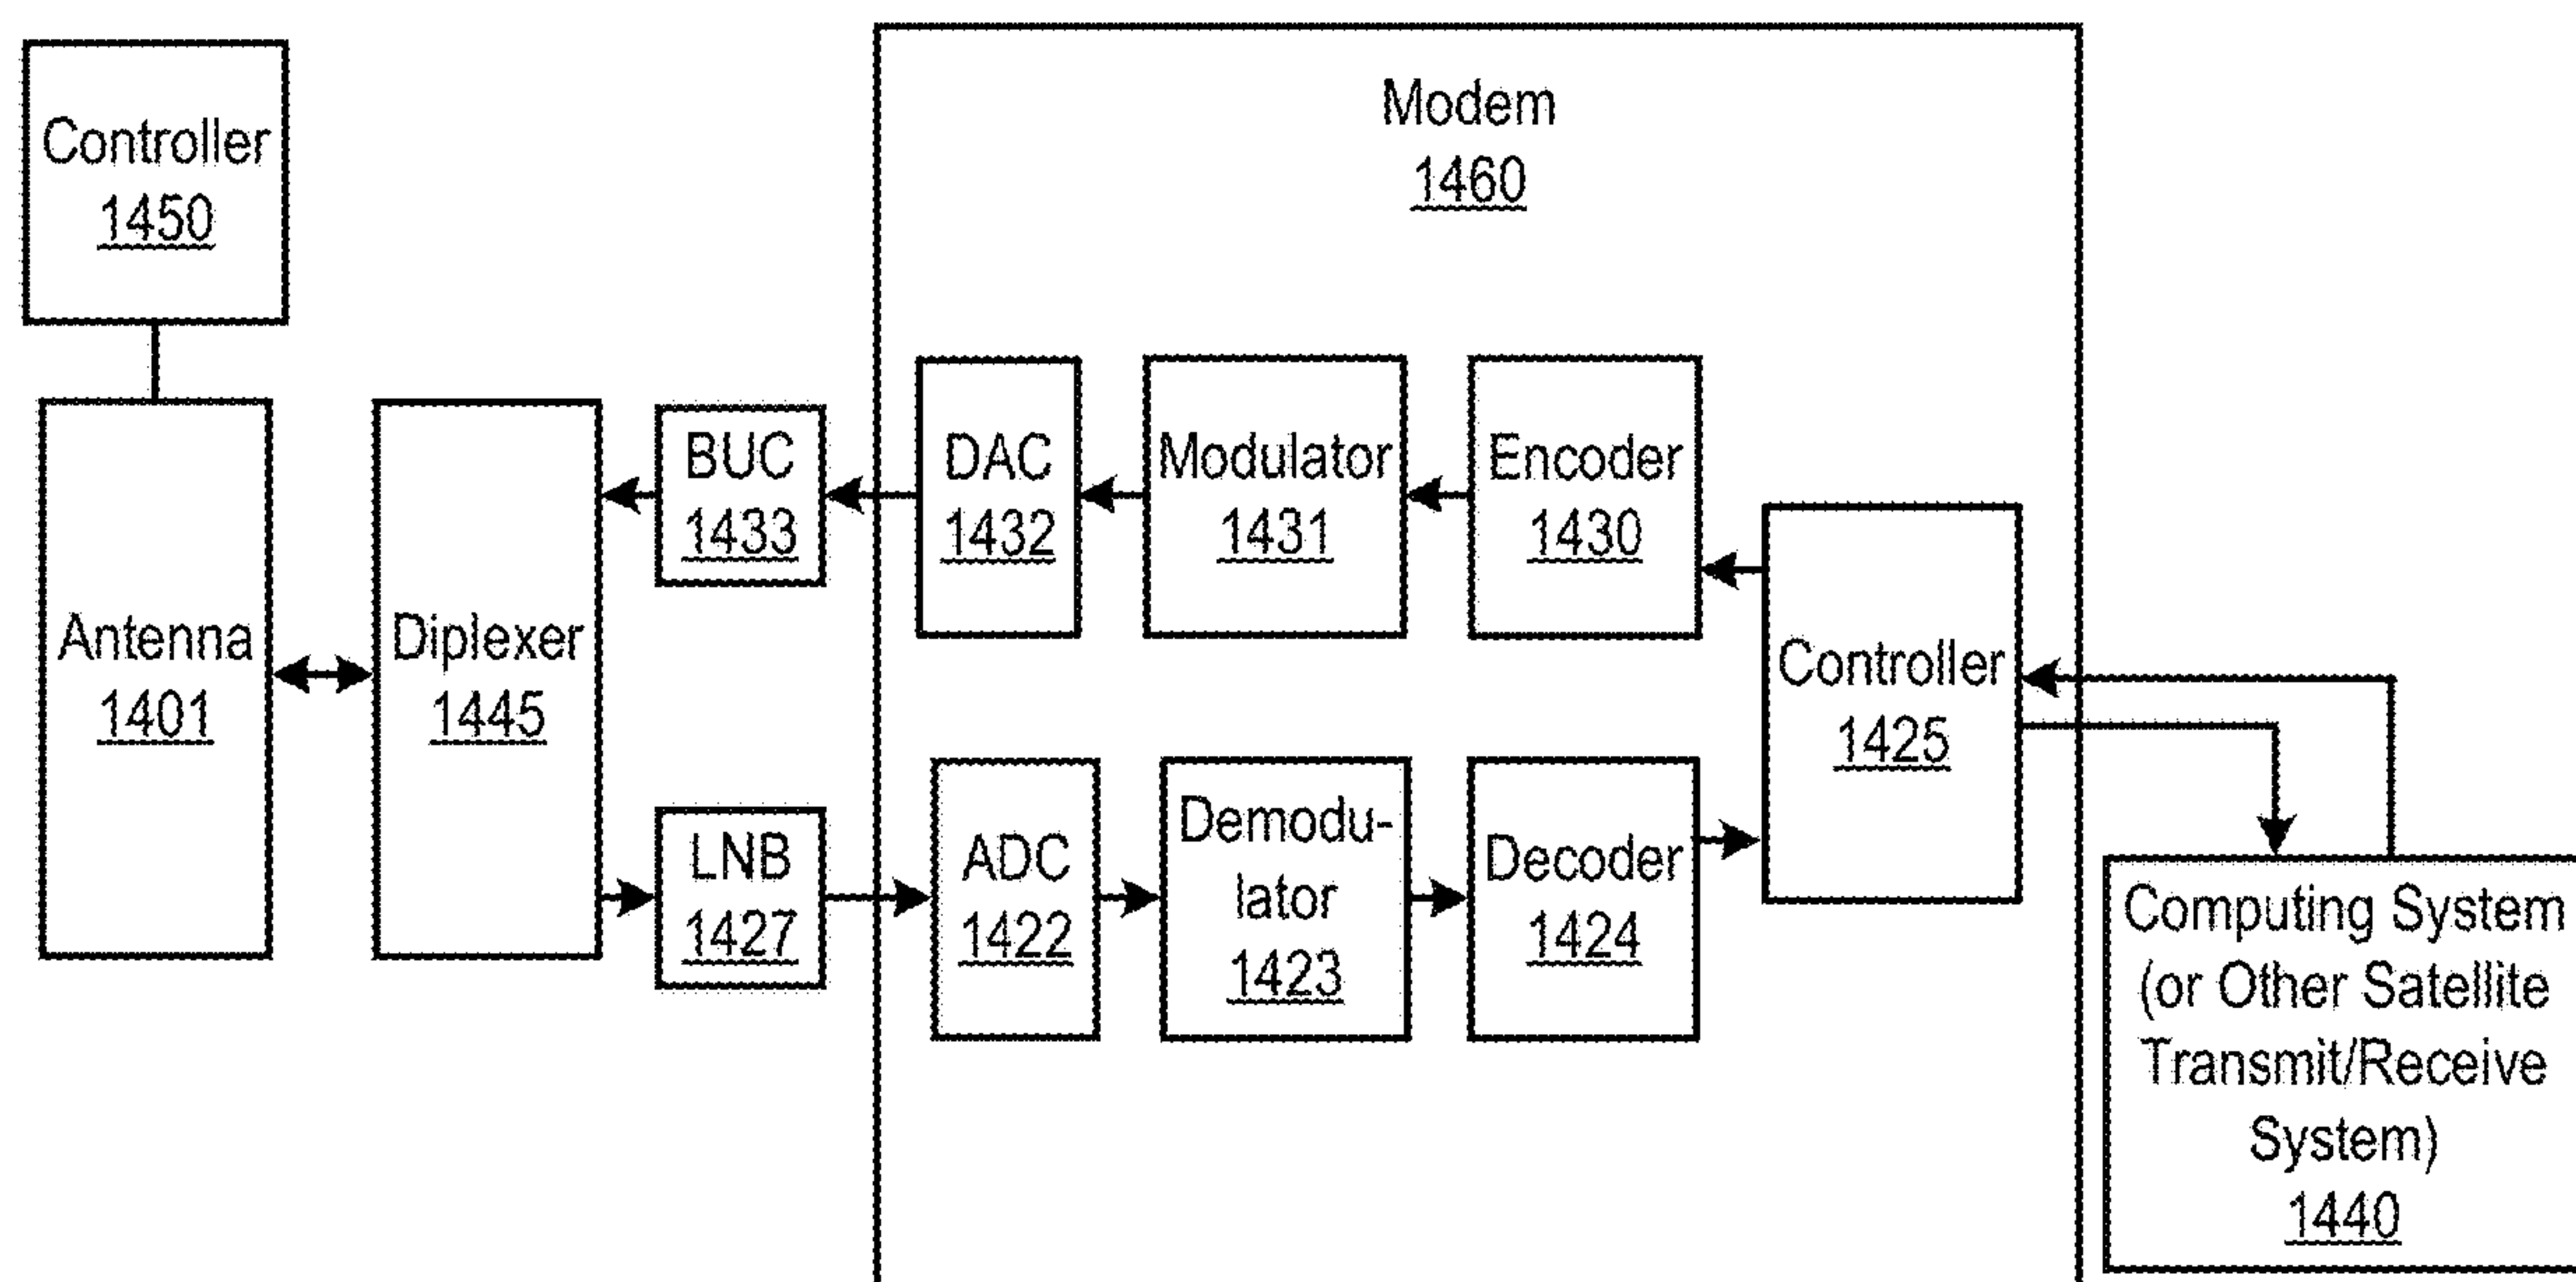 Controller
1450
Modem
1460
Antenna
1401
Diplexer
1445
BUC
1433
DAC
1432
Modulator
1431
Encoder
1430
Controller
1425
LNB
1427
ADC
1422
Demodu-
lator
1423
Decoder
1424
Computing System
(or Other Satellite
Transmit/Receive
System)
1440